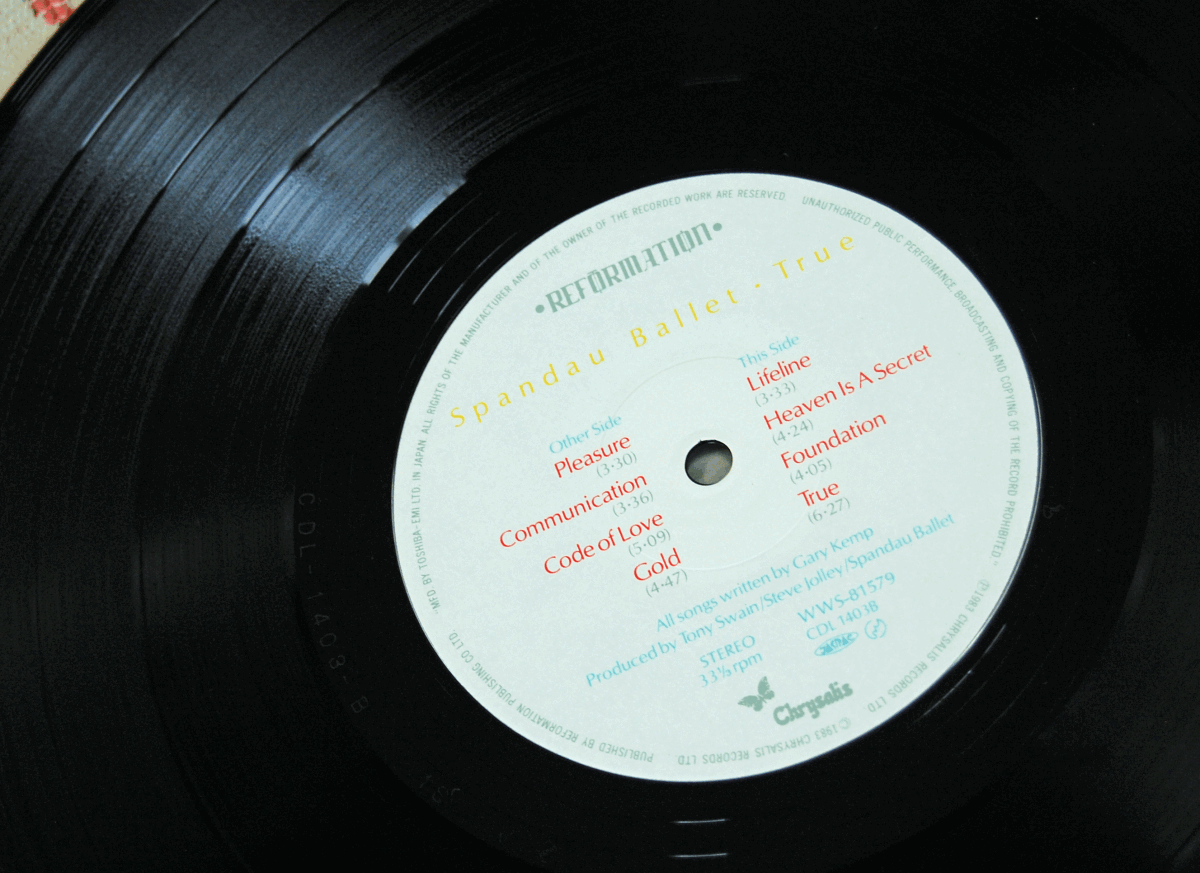 "MFD BY TOSHIBA-EMI LTD. IN JAPAN. ALL RIGHTS OF THE MANUFACTURER AND OF THE OWNER OF THE RECORDED WORK ARE RESERVED. UNAUTHORIZED PUBLIC PERFORMANCE BROADCASTING AND COPYING OF THE RECORD PROHIBITED."
•REFORMATION•
Spandau Ballet • True
Other Side
Pleasure
(3•30)
Communication
(3•36)
Code of Love
(5•09)
Gold
(4•47)
This Side
Lifeline
(3•33)
Heaven Is A Secret
(4•24)
Foundation
(4•05)
True
(6•27)
All songs written by Gary Kemp
Produced by Tony Swain/Steve Jolley/Spandau Ballet
STEREO
33⅓ rpm
WWS-81579
CDL 1403B
Chrysalis
Ⓟ1983 CHRYSALIS RECORDS LTD
©1983 CHRYSALIS RECORDS LTD
PUBLISHED BY REFORMATION PUBLISHING CO LTD
CDL-1403-B